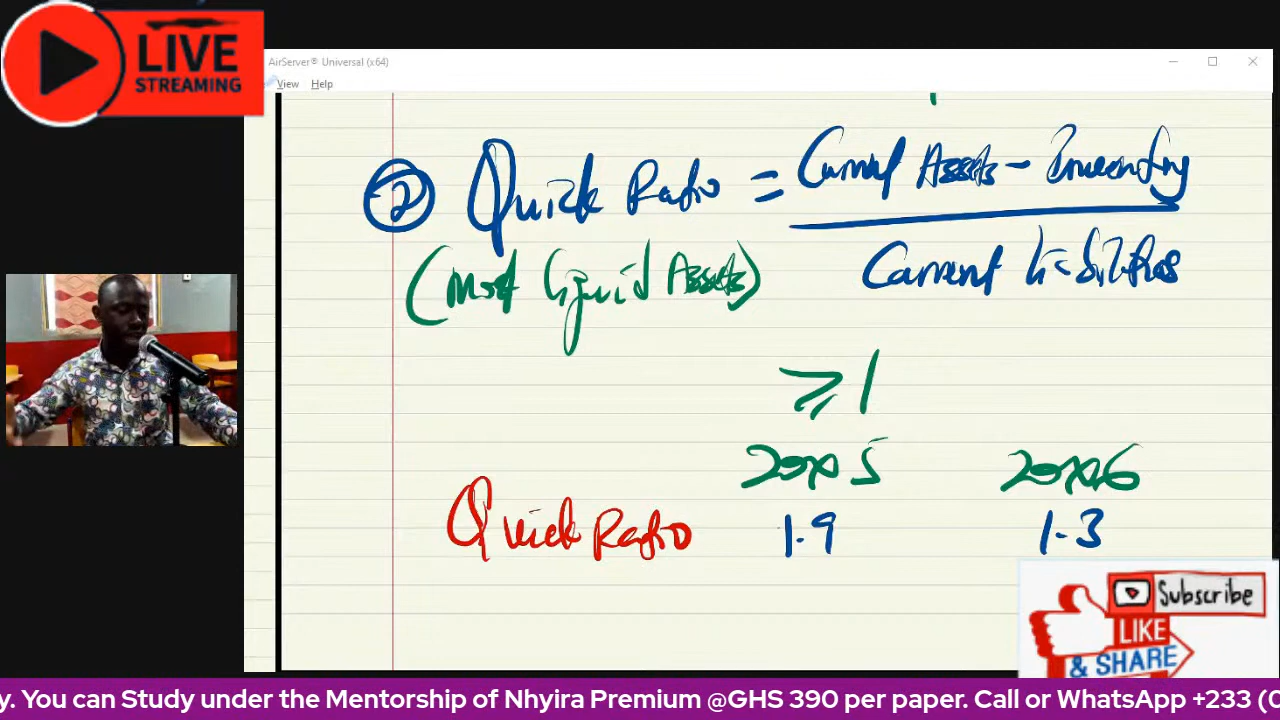 LIVE
STREAMING
AirServer® Universal (x64)
View Help
② Quick Ratio = Current Assets - Inventory
Current Liabilities
(most liquid Assets)
≥ 1
20x5 20x6
Quick Ratio 1.9 1.3
Subscribe
LIKE
& SHARE
y. You can Study under the Mentorship of Nhyira Premium @GHS 390 per paper. Call or WhatsApp +233 (0